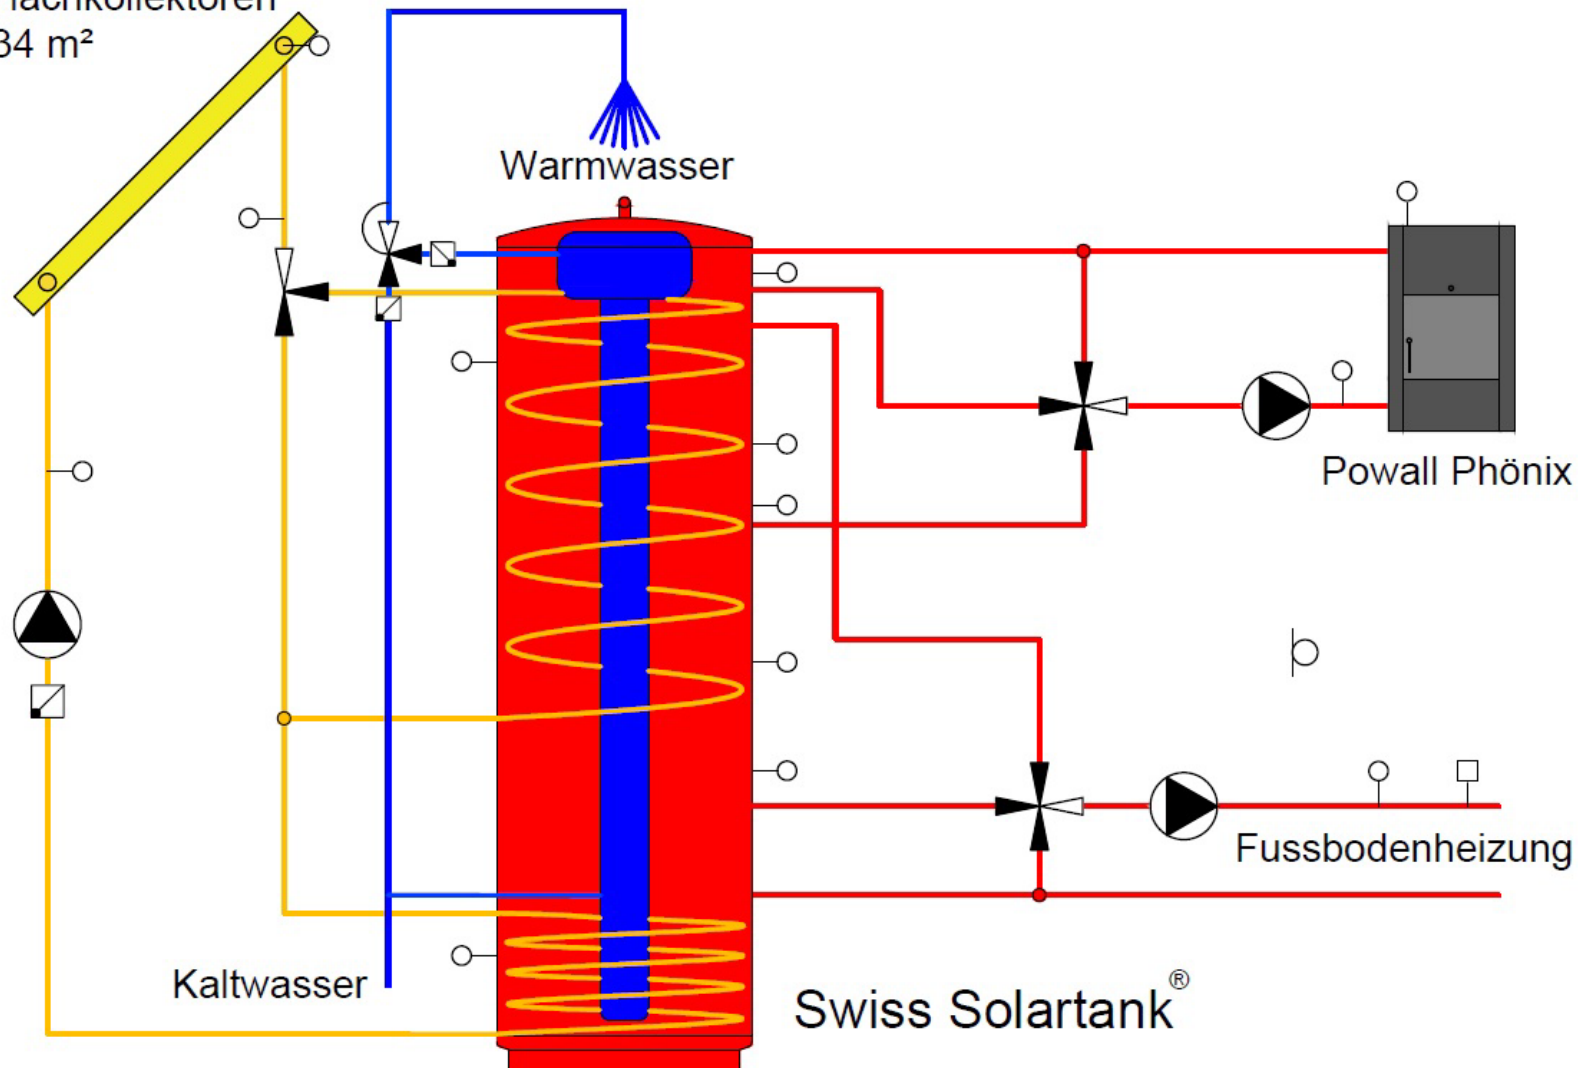 34 m²
Warmwasser
Powall Phönix
Fussbodenheizung
Kaltwasser
Swiss Solartank®